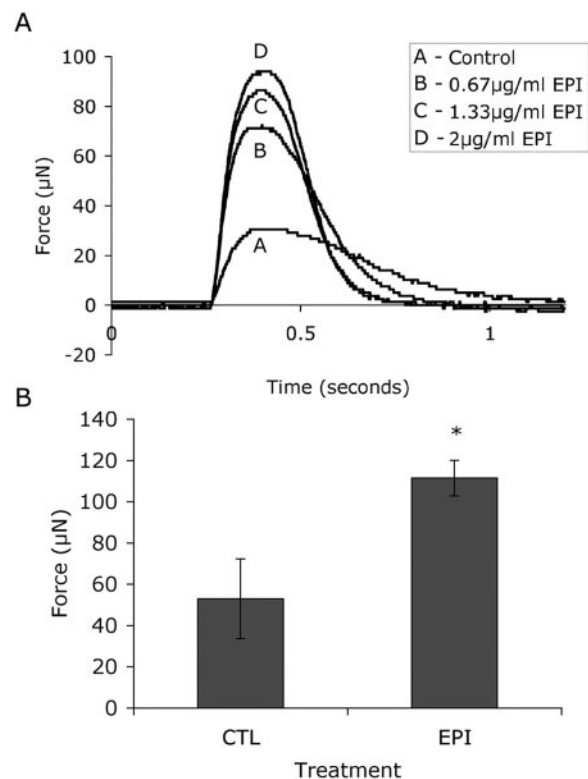 A
A - Control
B - 0.67µg/ml EPI
C - 1.33µg/ml EPI
D - 2µg/ml EPI
D
C
B
A
Force (µN)
100
80
60
40
20
0
-20
0
0.5
1
Time (seconds)
B
Force (µN)
140
120
100
80
60
40
20
0
*
CTL
EPI
Treatment